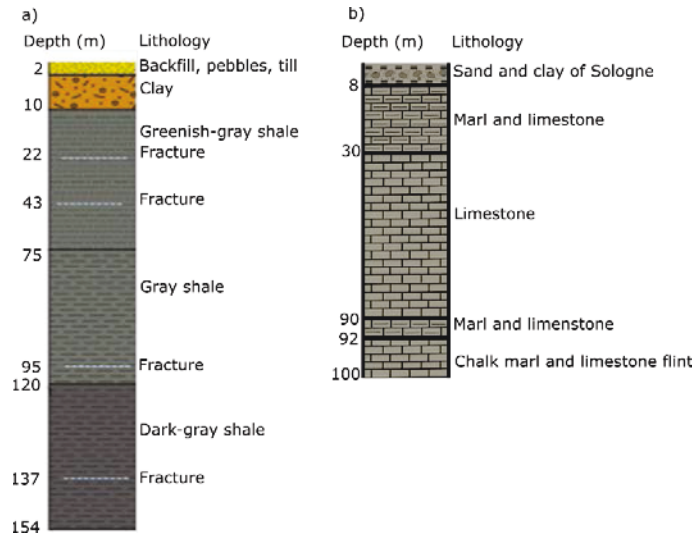 a)
Depth (m) Lithology
2 Backfill, pebbles, till
Clay
10
Greenish-gray shale
22 Fracture
43 Fracture
75
Gray shale
95 Fracture
120
Dark-gray shale
137 Fracture
154
b)
Depth (m) Lithology
Sand and clay of Sologne
8
Marl and limestone
30
Limestone
90 Marl and limenstone
92
Chalk marl and limestone flint
100